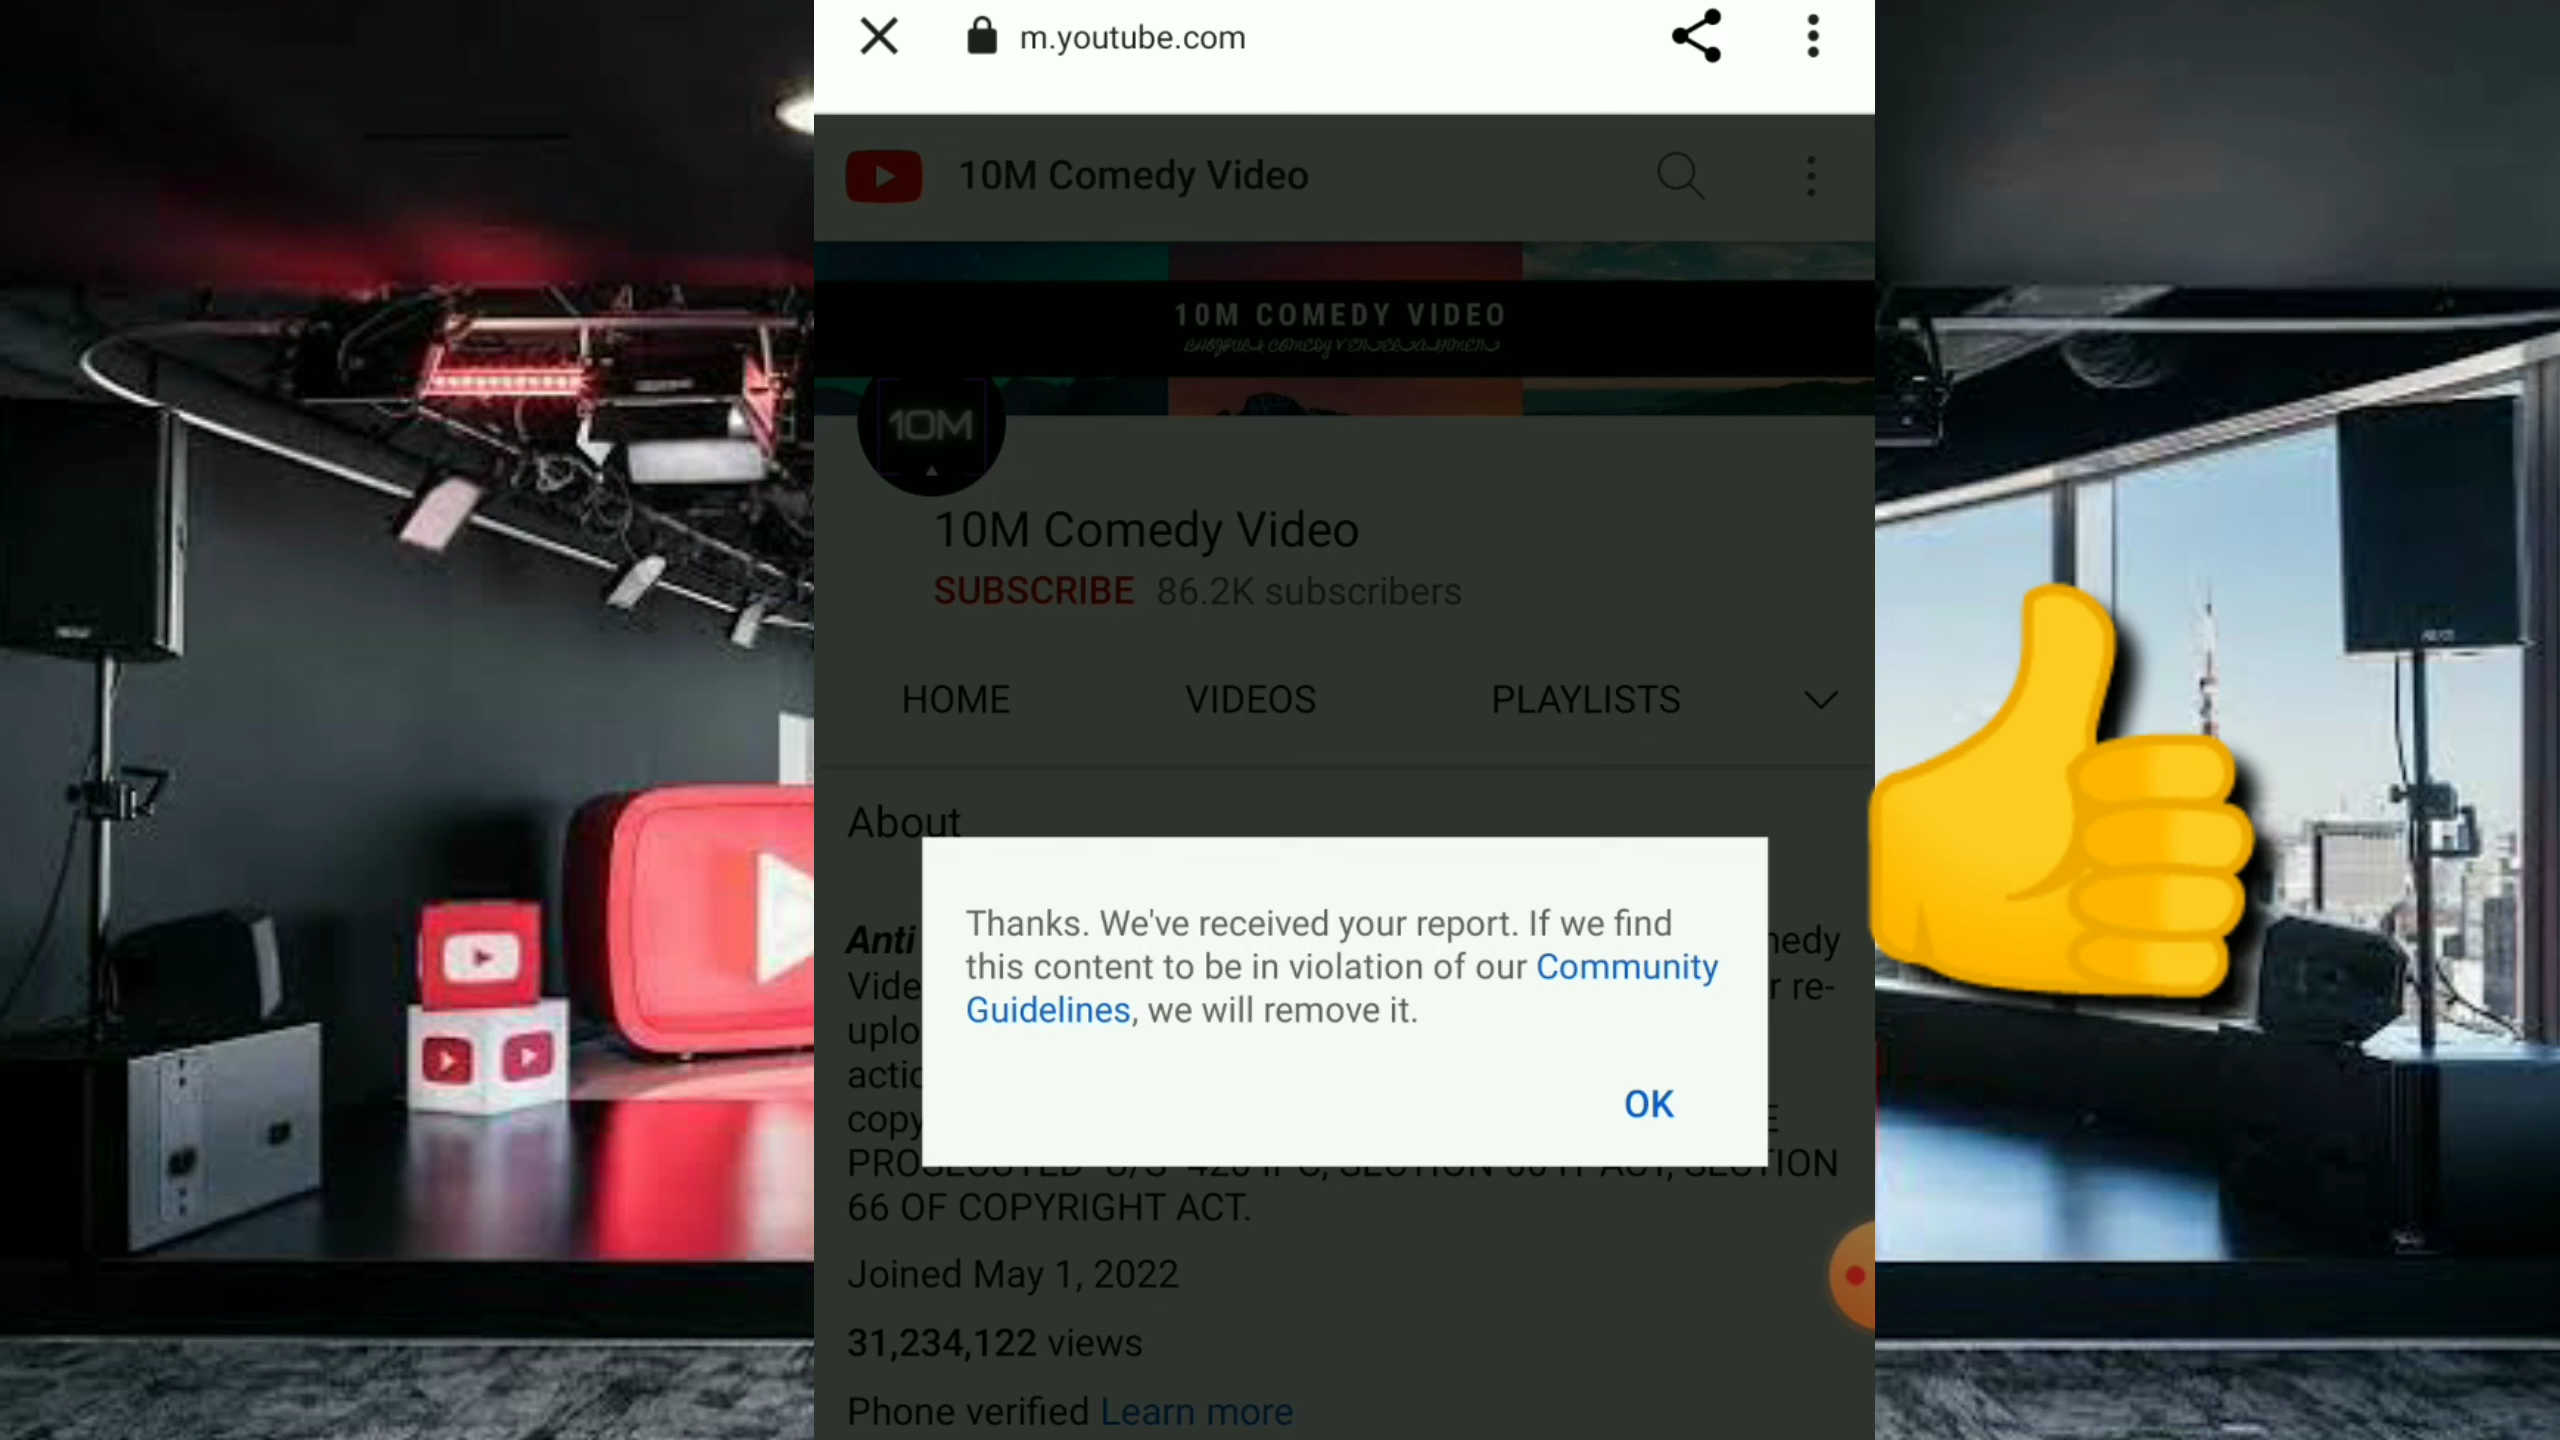 m.youtube.com
10M Comedy Video
10M COMEDY VIDEO
10M
10M Comedy Video
SUBSCRIBE 86.2K subscribers
HOME VIDEOS PLAYLISTS
About
Thanks. We've received your report. If we find
this content to be in violation of our Community
Guidelines, we will remove it.
OK
Anti
re-
66 OF COPYRIGHT ACT.
Joined May 1, 2022
31,234,122 views
Phone verified Learn more